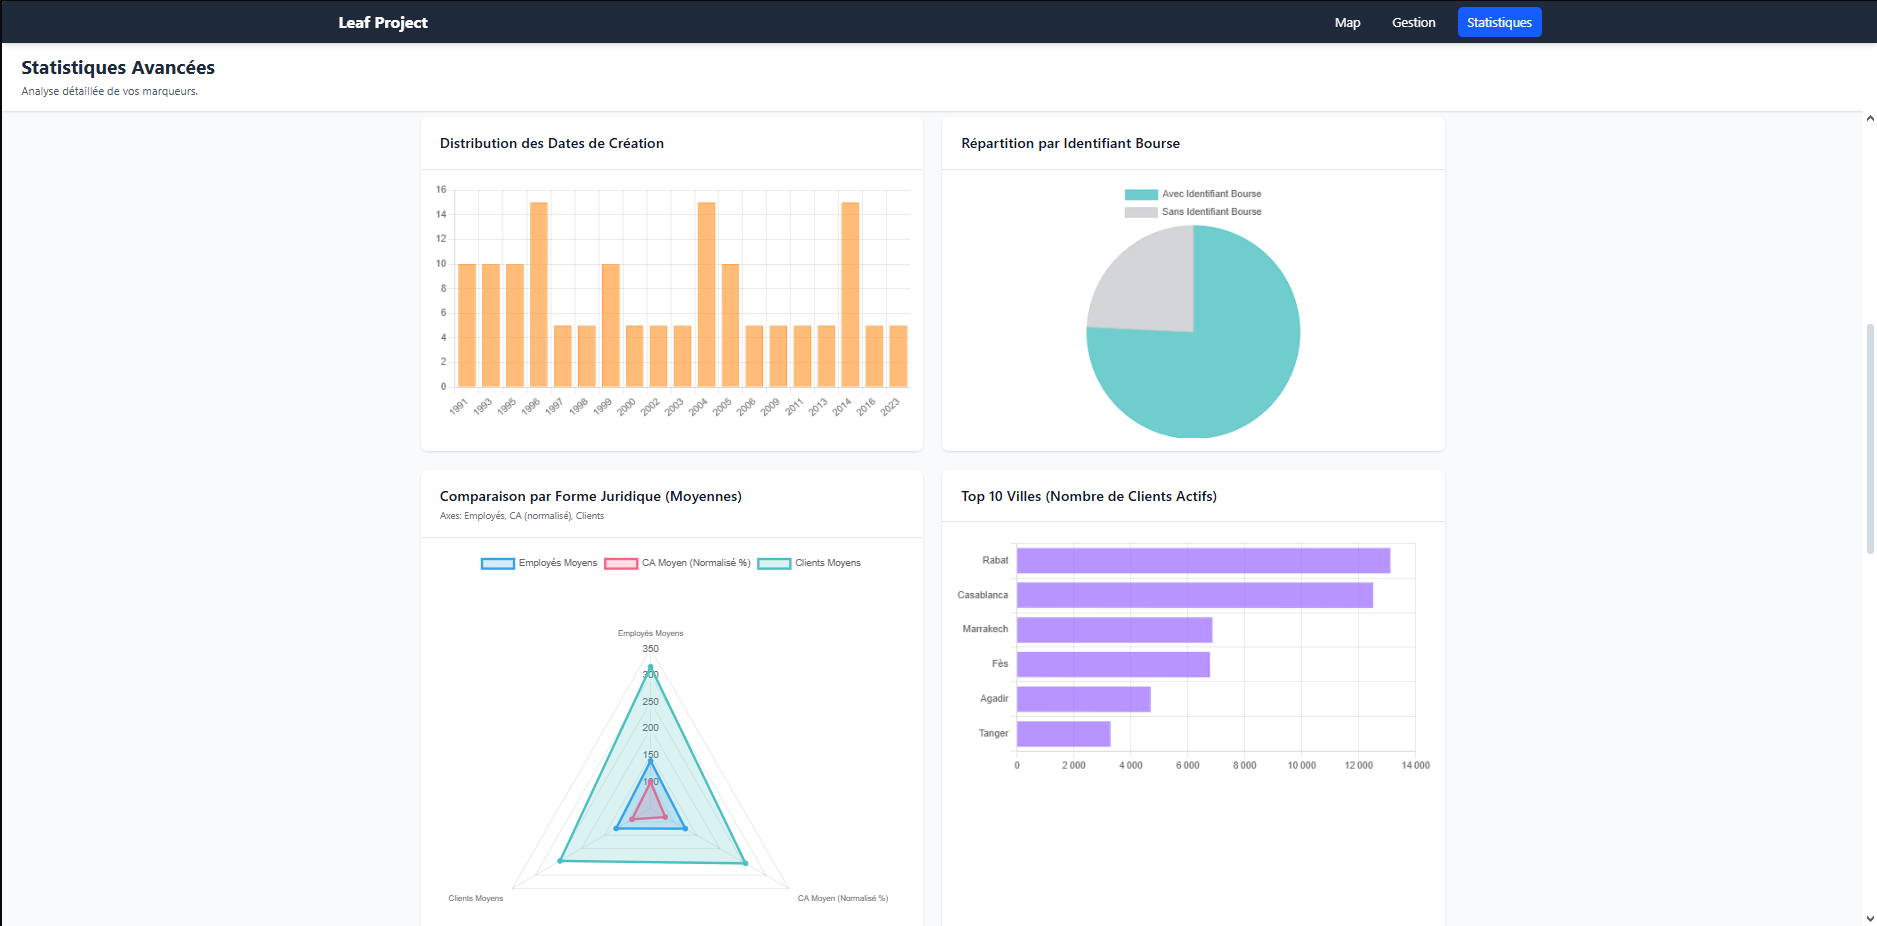 Leaf Project
Map Gestion Statistiques
Statistiques Avancées
Analyse détaillée de vos marqueurs.
Distribution des Dates de Création
16
14
12
10
8
6
4
2
0
1991 1993 1995 1996 1997 1998 1999 2000 2002 2003 2004 2005 2006 2009 2011 2013 2014 2016 2023
Répartition par Identifiant Bourse
Avec Identifiant Bourse
Sans Identifiant Bourse
Comparaison par Forme Juridique (Moyennes)
Axes: Employés, CA (normalisé), Clients
Employés Moyens CA Moyen (Normalisé %) Clients Moyens
Employés Moyens
350
300
250
200
150
100
Clients Moyens CA Moyen (Normalisé %)
Top 10 Villes (Nombre de Clients Actifs)
Rabat
Casablanca
Marrakech
Fès
Agadir
Tanger
0 2 000 4 000 6 000 8 000 10 000 12 000 14 000